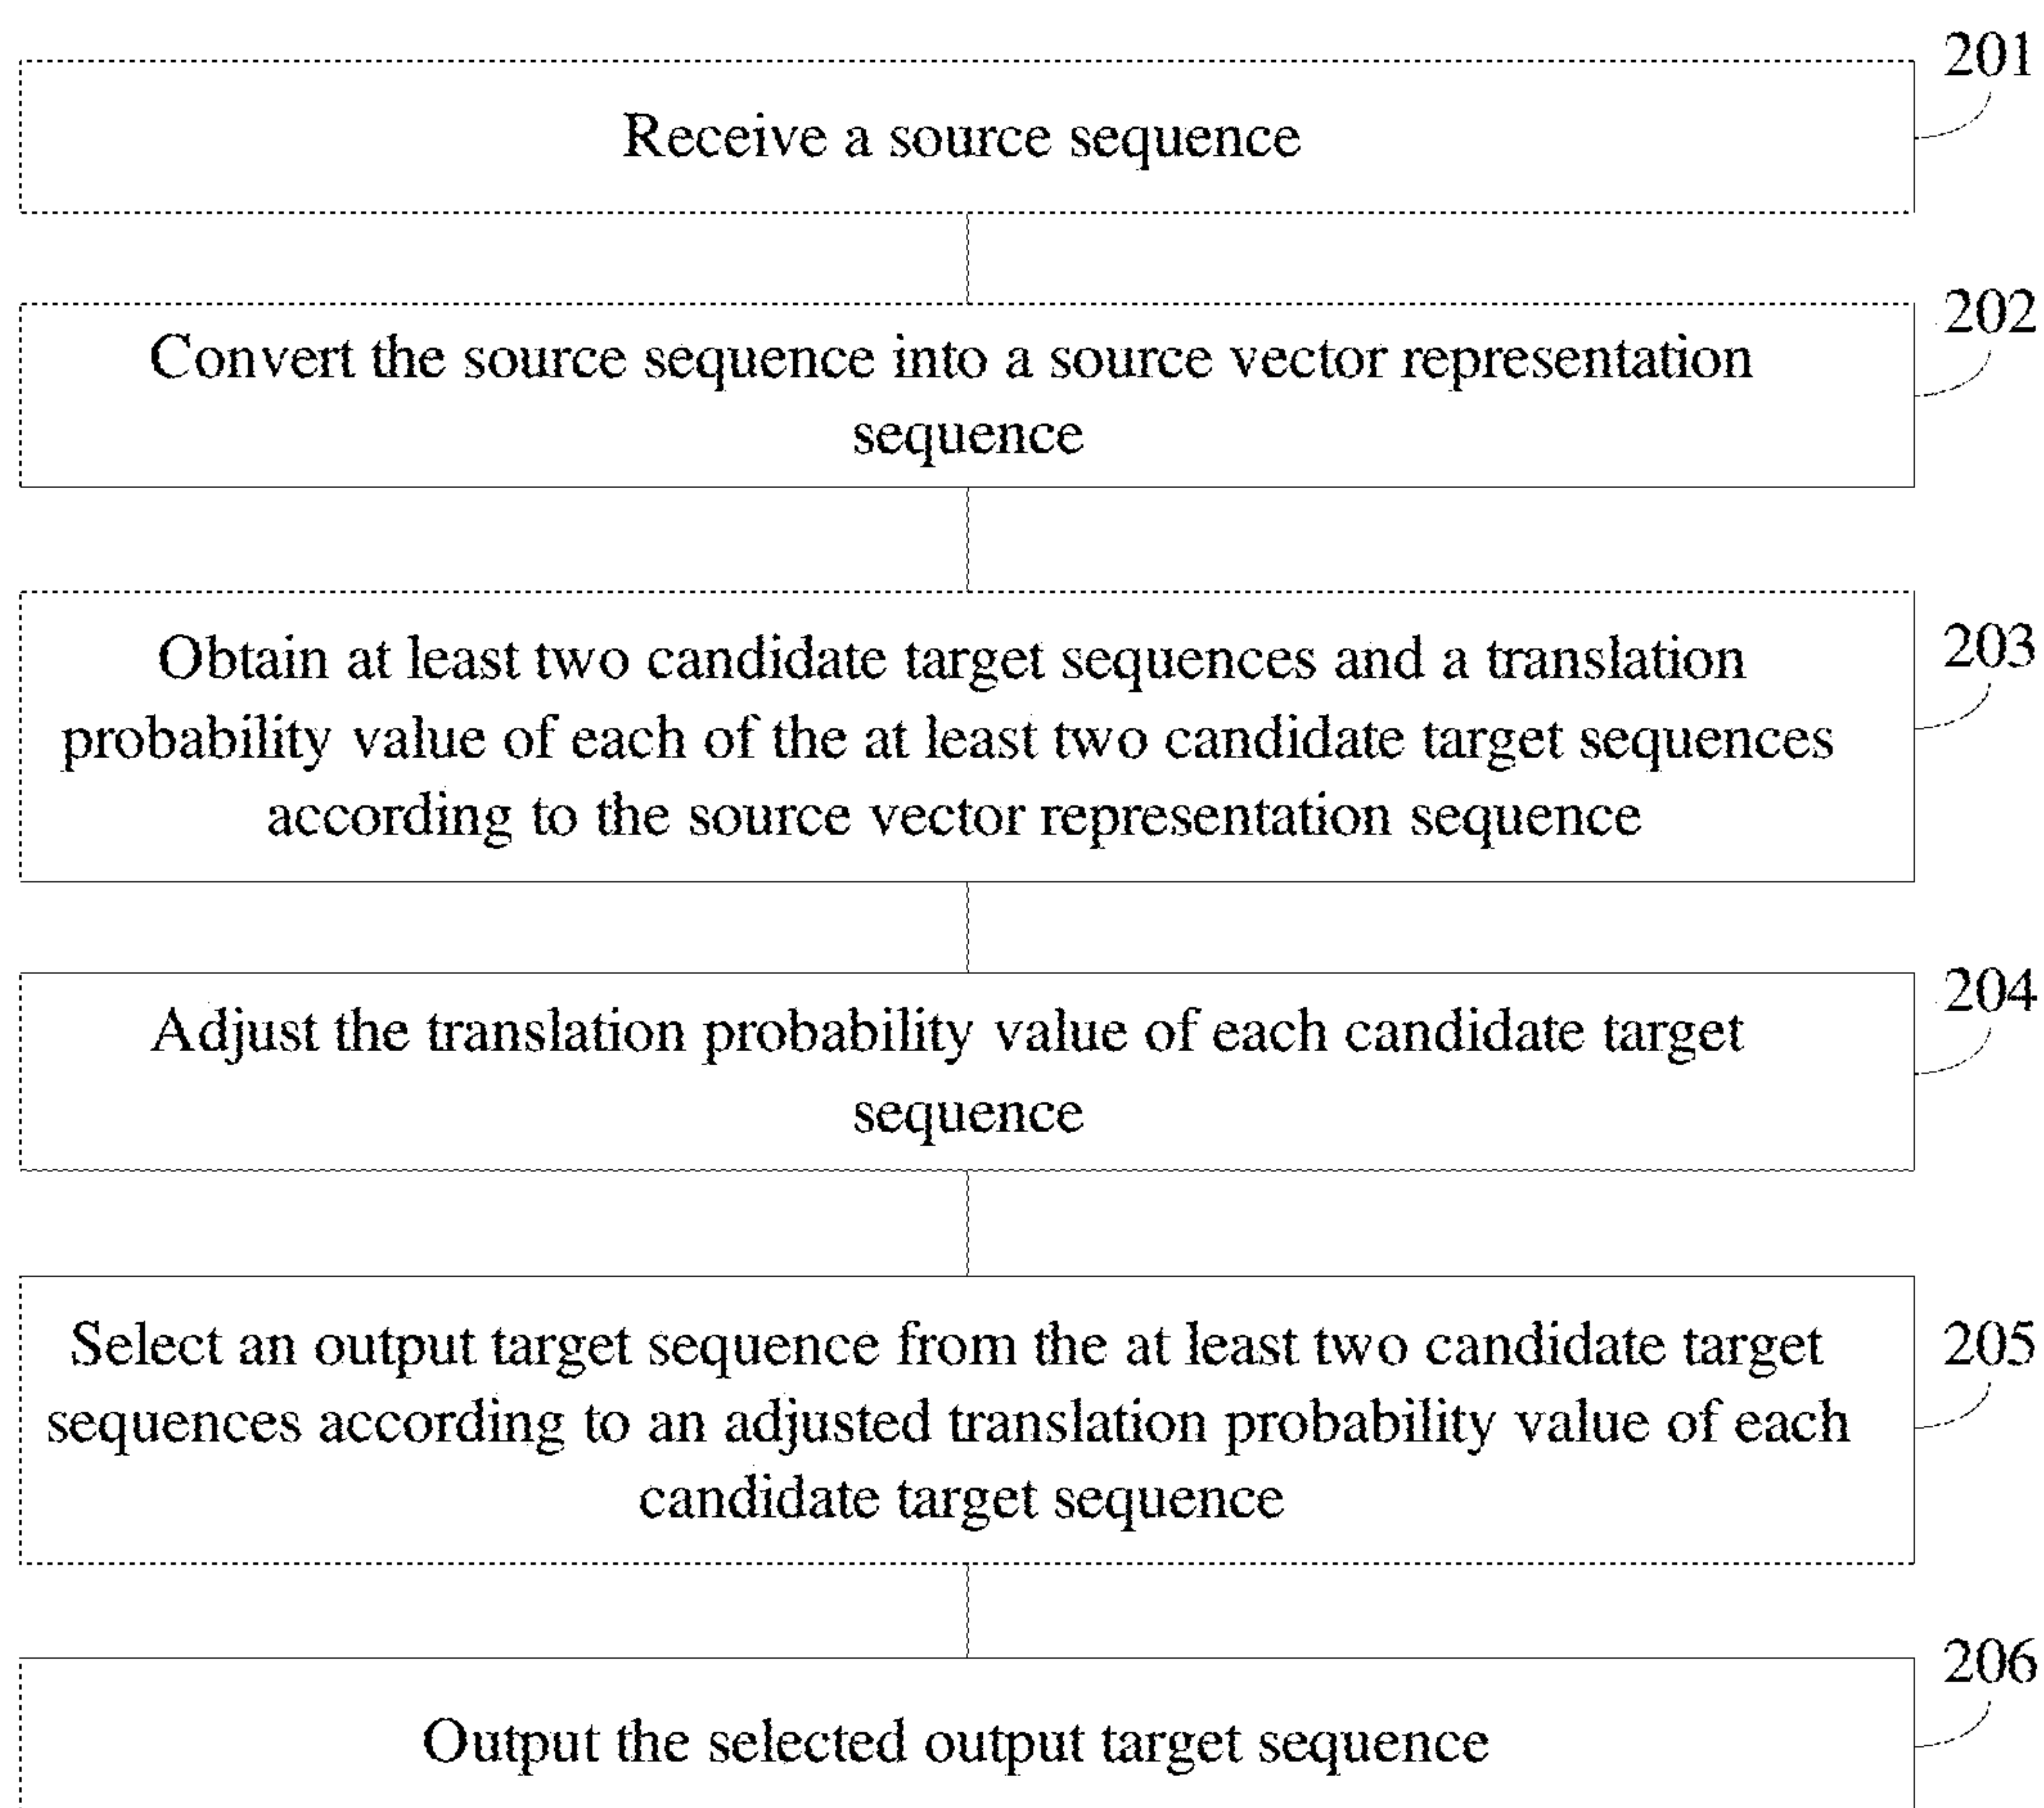 201
Receive a source sequence
202
Convert the source sequence into a source vector representation
sequence
203
Obtain at least two candidate target sequences and a translation
probability value of each of the at least two candidate target sequences
according to the source vector representation sequence
204
Adjust the translation probability value of each candidate target
sequence
205
Select an output target sequence from the at least two candidate target
sequences according to an adjusted translation probability value of each
candidate target sequence
206
Output the selected output target sequence